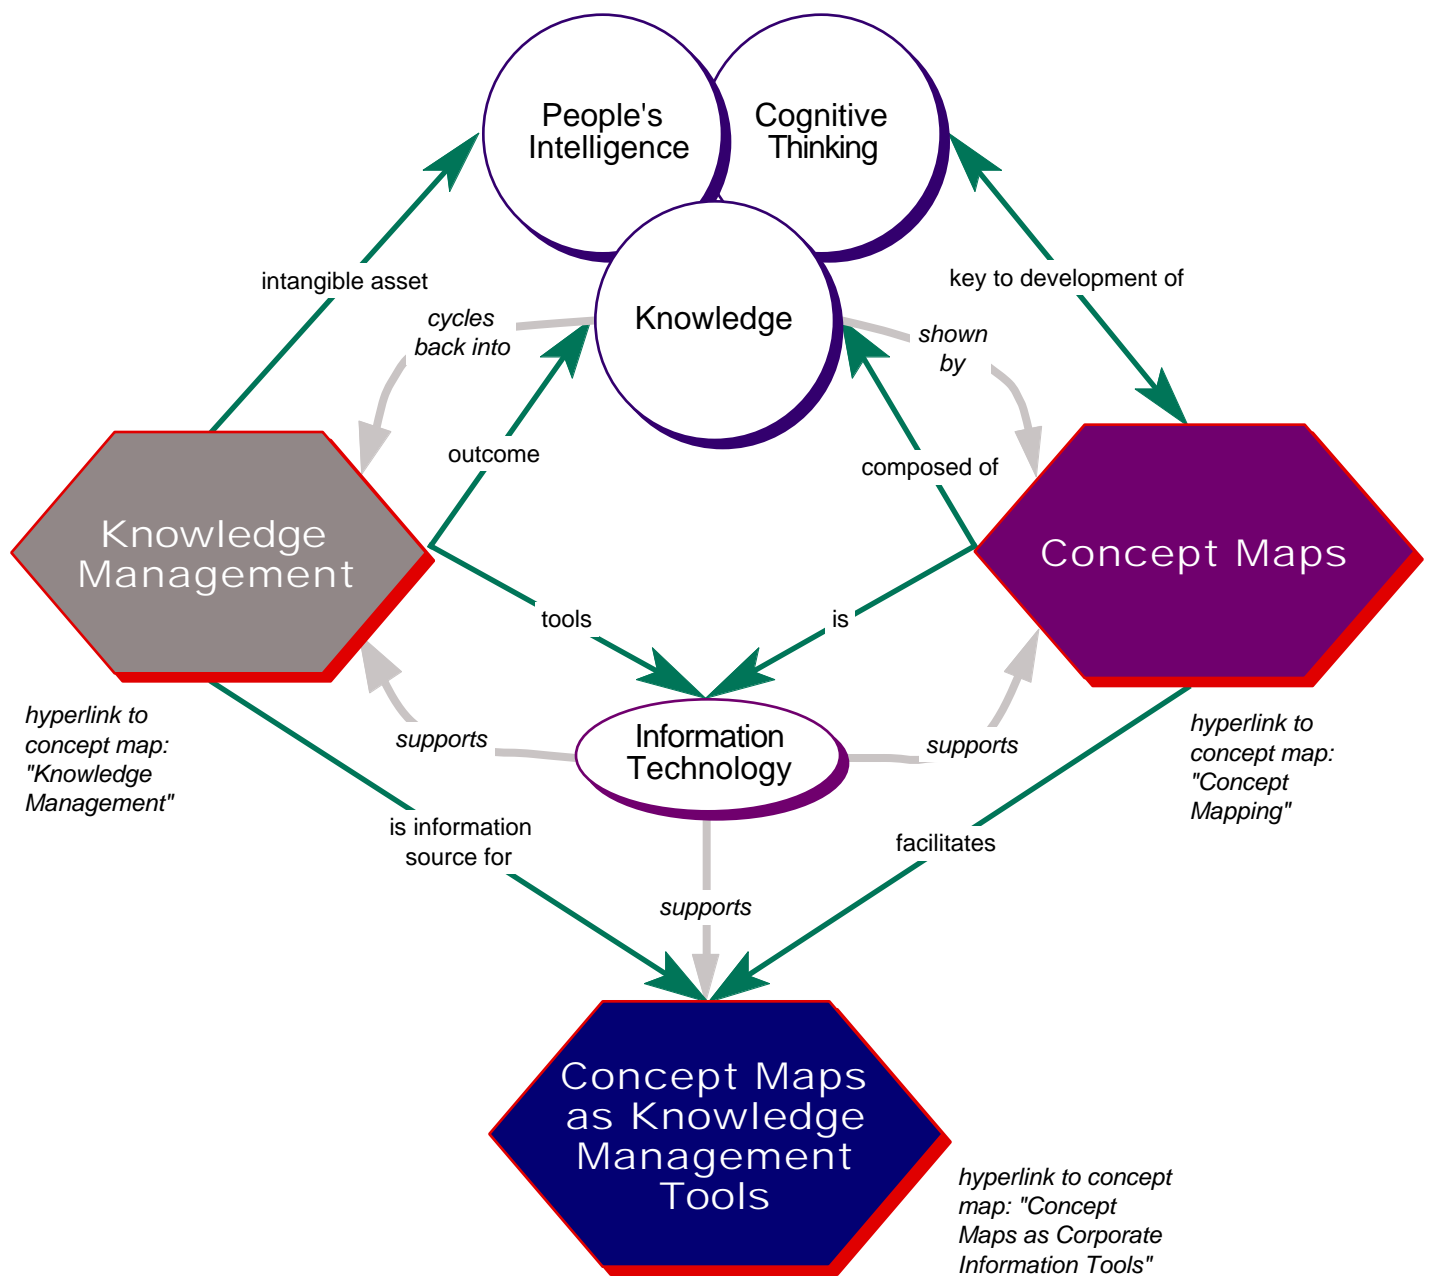 People's
Intelligence
Cognitive
Thinking
intangible asset
key to development of
cycles
back into
Knowledge
shown
by
outcome
composed of
Knowledge
Management
Concept Maps
tools
is
hyperlink to
concept map:
"Knowledge
Management"
supports
Information
Technology
supports
hyperlink to
concept map:
"Concept
Mapping"
is information
source for
facilitates
supports
Concept Maps
as Knowledge
Management
Tools
hyperlink to concept
map: "Concept
Maps as Corporate
Information Tools"